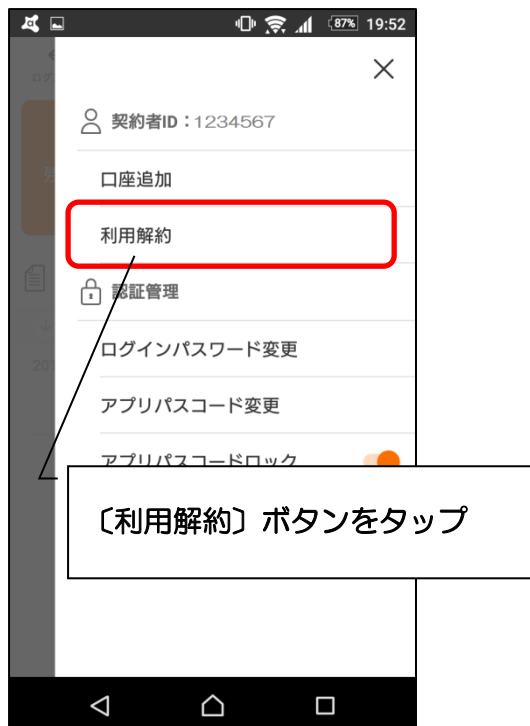 87% 19:52
ログ
契約者ID：1234567
口座追加
利用解約
認証管理
201
ログインパスワード変更
アプリパスコード変更
アプリパスコードロック
〔利用解約〕ボタンをタップ